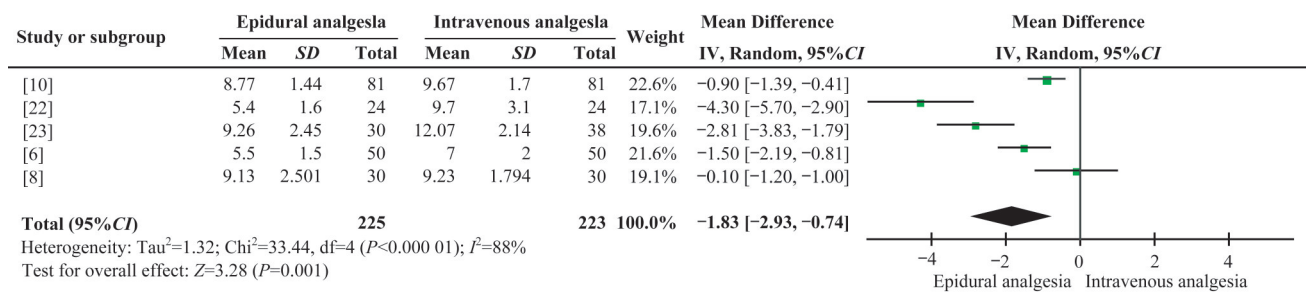 Study or subgroup Epidural analgesla Intravenous analgesla Weight Mean Difference Mean Difference
Mean SD Total Mean SD Total IV, Random, 95%CI IV, Random, 95%CI
[10] 8.77 1.44 81 9.67 1.7 81 22.6% −0.90 [−1.39, −0.41]
[22] 5.4 1.6 24 9.7 3.1 24 17.1% −4.30 [−5.70, −2.90]
[23] 9.26 2.45 30 12.07 2.14 38 19.6% −2.81 [−3.83, −1.79]
[6] 5.5 1.5 50 7 2 50 21.6% −1.50 [−2.19, −0.81]
[8] 9.13 2.501 30 9.23 1.794 30 19.1% −0.10 [−1.20, −1.00]
Total (95%CI) 225 223 100.0% −1.83 [−2.93, −0.74]
Heterogeneity: Tau²=1.32; Chi²=33.44, df=4 (P<0.000 01); I²=88%
Test for overall effect: Z=3.28 (P=0.001)
−4 −2 0 2 4
Epidural analgesia Intravenous analgesia